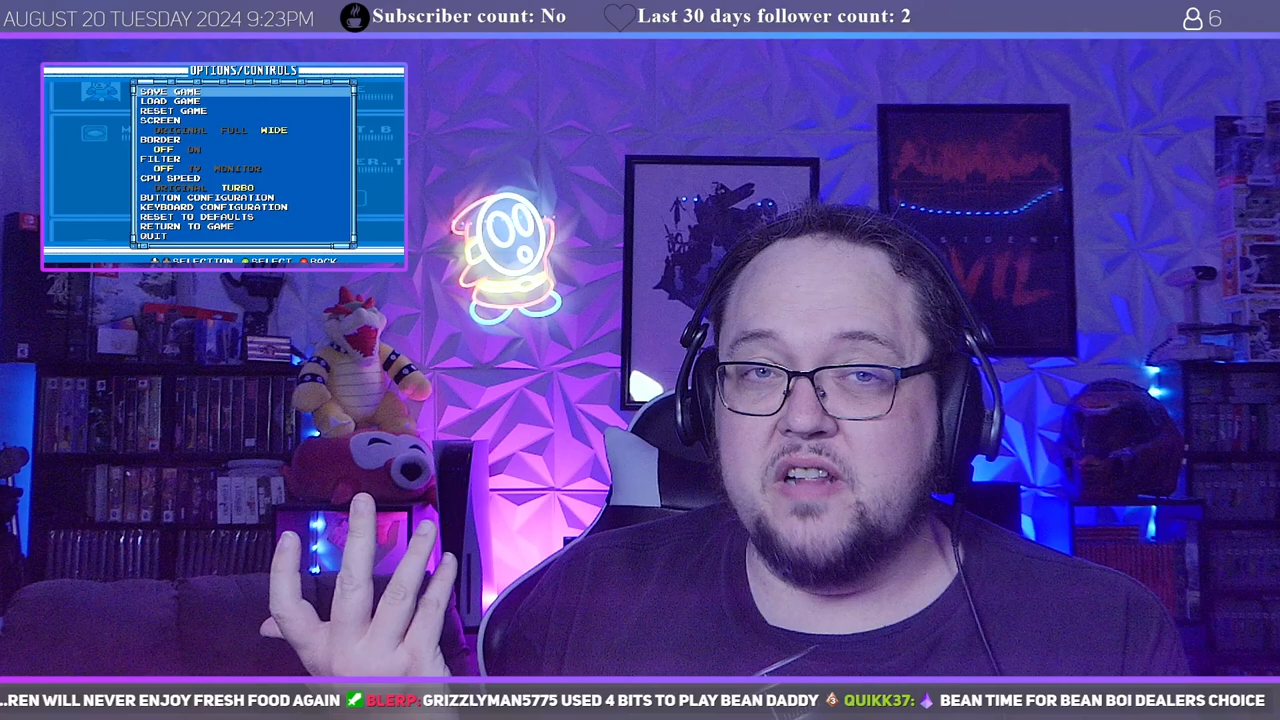 AUGUST 20 TUESDAY 2024 9:23PM
Subscriber count: No
Last 30 days follower count: 2
6
OPTIONS/CONTROLS
SAVE GAME
LOAD GAME
RESET GAME
SCREEN
ORIGINAL FULL WIDE
BORDER
OFF ON
FILTER
OFF TV MONITOR
CPU SPEED
ORIGINAL TURBO
BUTTON CONFIGURATION
KEYBOARD CONFIGURATION
RESET TO DEFAULTS
RETURN TO GAME
QUIT
SELECTION SELECT BACK
VIL
...REN WILL NEVER ENJOY FRESH FOOD AGAIN BLERP: GRIZZLYMAN5775 USED 4 BITS TO PLAY BEAN DADDY QUIKK37: BEAN TIME FOR BEAN BOI DEALERS CHOICE